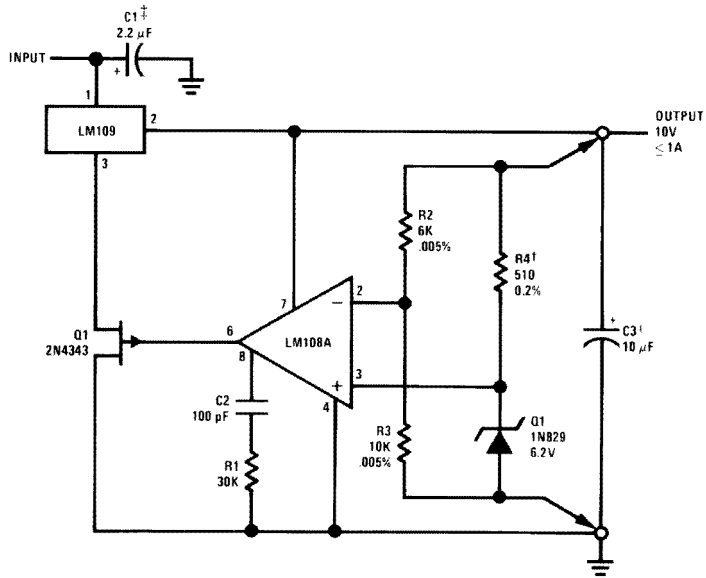 C1‡
2.2 µF
INPUT
+
1
LM109
2
3
OUTPUT
10V
≤ 1A
R2
6K
.005%
R4†
510
0.2%
7
2
−
6
LM108A
8
+
3
4
Q1
2N4343
C2
100 pF
R1
30K
R3
10K
.005%
Q1
1N829
6.2V
+
C3‡
10 µF